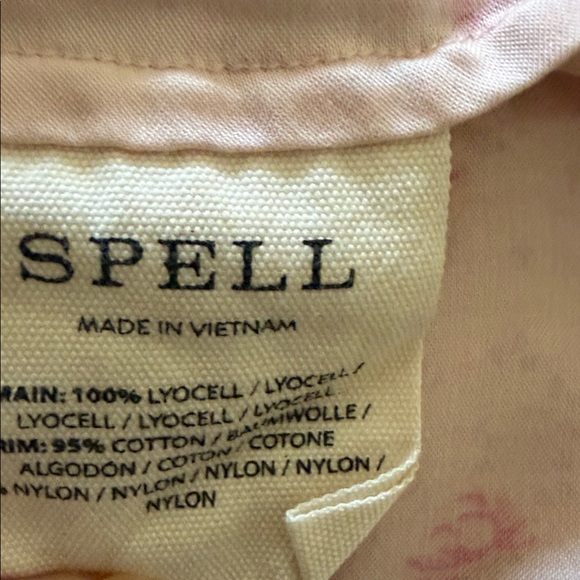 SPELL
MADE IN VIETNAM
MAIN: 100% LYOCELL / LYOCELL /
LYOCELL / LYOCELL / LYOCELL
RIM: 95% COTTON / BAUMWOLLE /
ALGODÓN / COTON / COTONE
% NYLON / NYLON / NYLON / NYLON /
NYLON